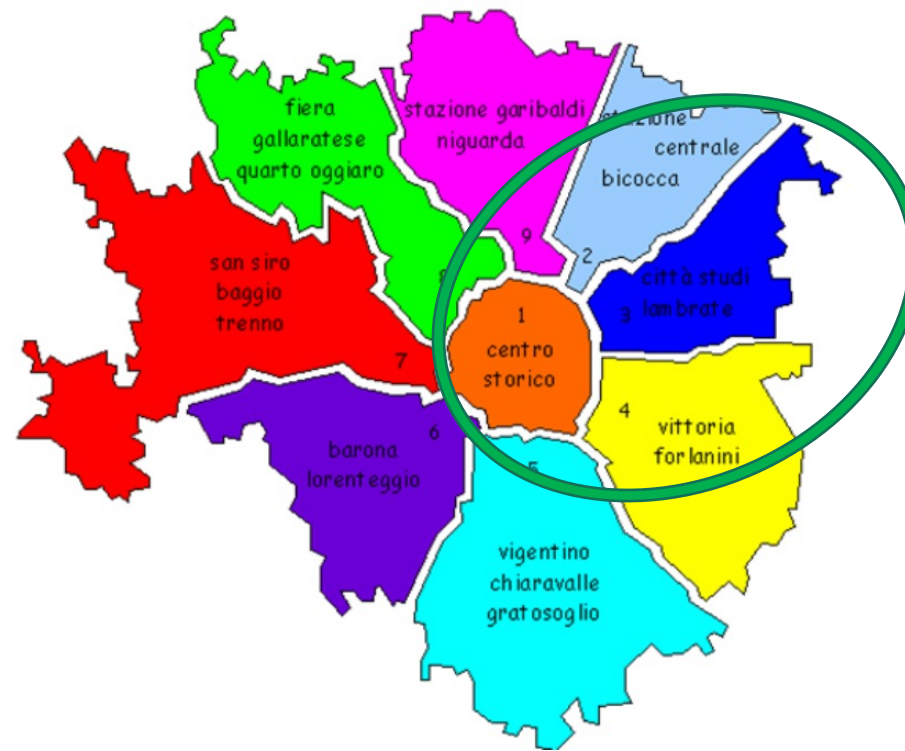 fiera
gallaratese
quarto oggiaro
8
stazione garibaldi
niguarda
9
stazione
centrale
bicocca
2
città studi
lambrate
3
1
centro
storico
san siro
baggio
trenno
7
4
vittoria
forlanini
barona
lorenteggio
6
5
vigentino
chiaravalle
gratosoglio